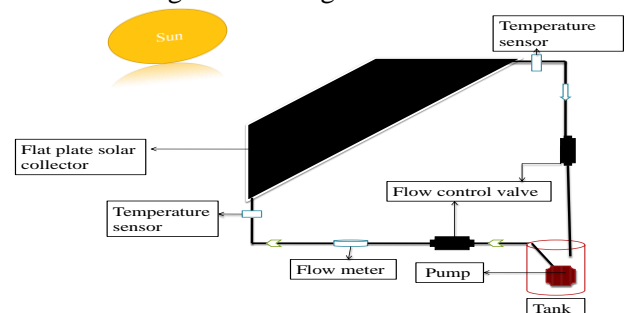 Sun
Temperature
sensor
Flat plate solar
collector
Flow control valve
Temperature
sensor
Flow meter
Pump
Tank